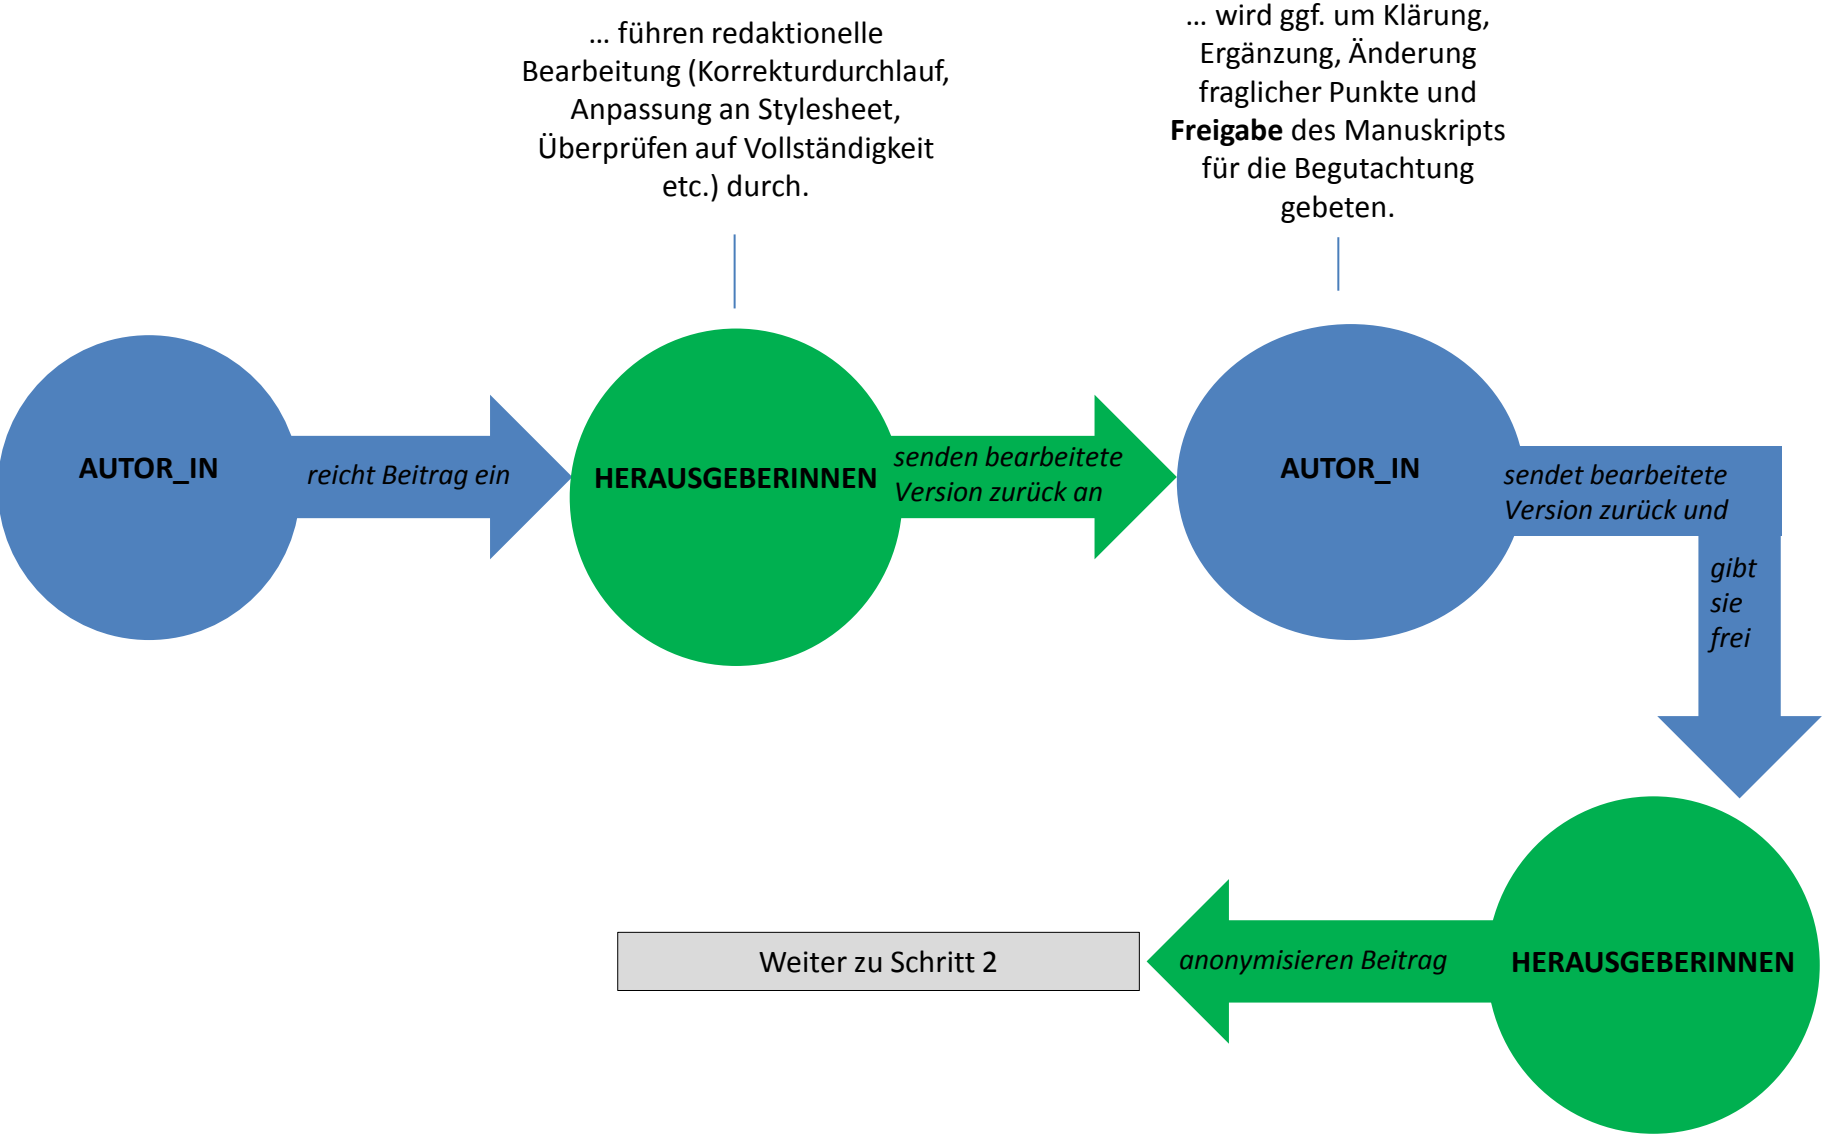 … führen redaktionelle
Bearbeitung (Korrekturdurchlauf,
Anpassung an Stylesheet,
Überprüfen auf Vollständigkeit
etc.) durch.
… wird ggf. um Klärung,
Ergänzung, Änderung
fraglicher Punkte und
Freigabe des Manuskripts
für die Begutachtung
gebeten.
AUTOR_IN
reicht Beitrag ein
HERAUSGEBERINNEN
senden bearbeitete
Version zurück an
AUTOR_IN
sendet bearbeitete
Version zurück und
gibt
sie
frei
HERAUSGEBERINNEN
anonymisieren Beitrag
Weiter zu Schritt 2